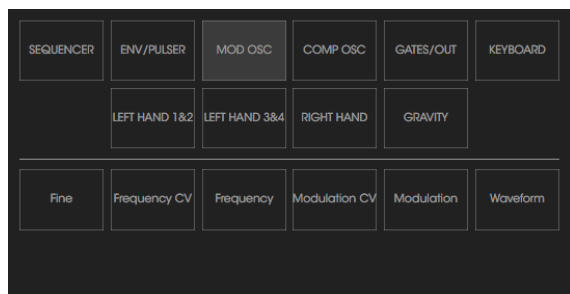 SEQUENCER ENV/PULSER MOD OSC COMP OSC GATES/OUT KEYBOARD
LEFT HAND 1&2 LEFT HAND 3&4 RIGHT HAND GRAVITY
Fine Frequency CV Frequency Modulation CV Modulation Waveform